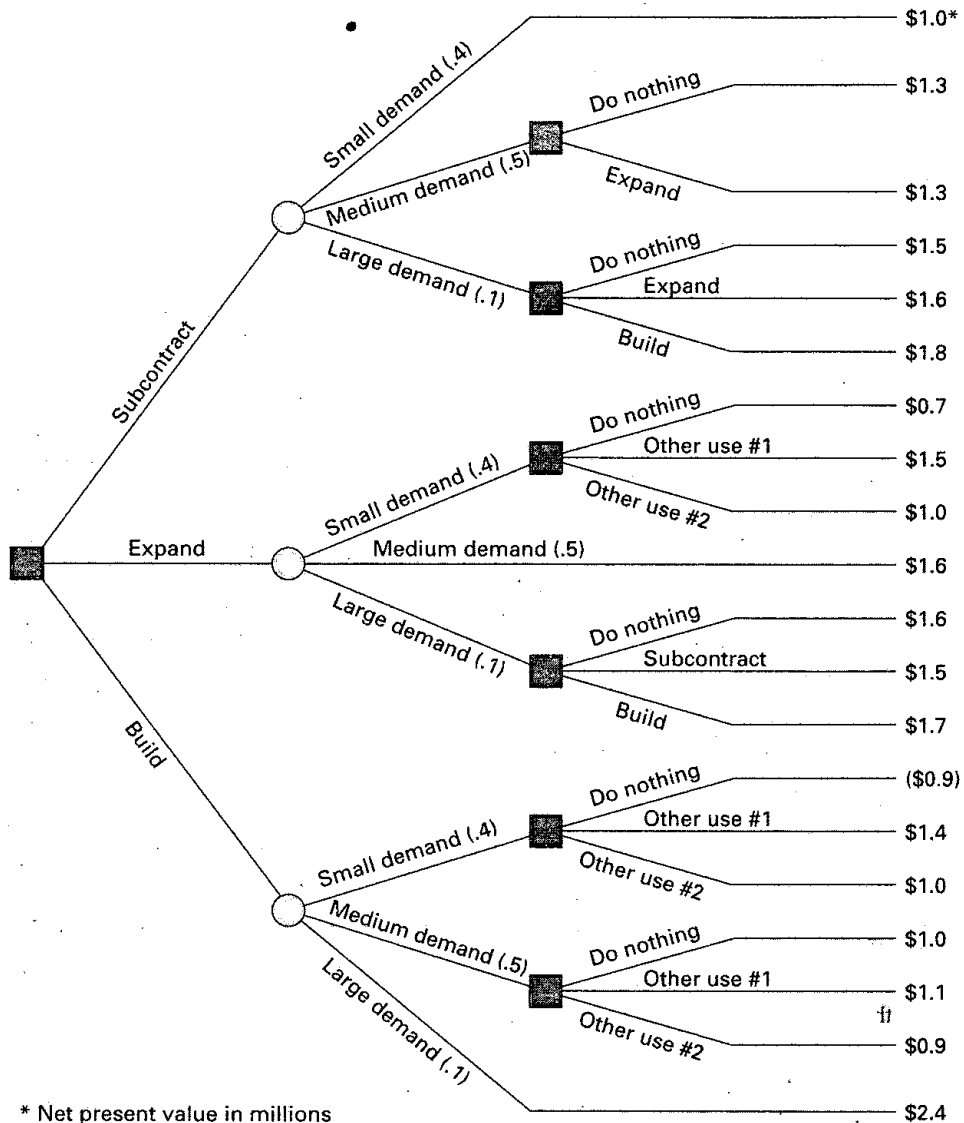 $1.0*
Small demand (.4)
Do nothing
$1.3
Medium demand (.5)
Expand
$1.3
Large demand (.1)
Do nothing
$1.5
Expand
$1.6
Build
$1.8
Subcontract
Do nothing
$0.7
Other use #1
$1.5
Small demand (.4)
Other use #2
$1.0
Expand
Medium demand (.5)
$1.6
Large demand (.1)
Do nothing
$1.6
Subcontract
$1.5
Build
$1.7
Build
Do nothing
($0.9)
Other use #1
$1.4
Small demand (.4)
Other use #2
$1.0
Medium demand (.5)
Do nothing
$1.0
Other use #1
$1.1
Other use #2
$0.9
Large demand (.1)
$2.4
* Net present value in millions